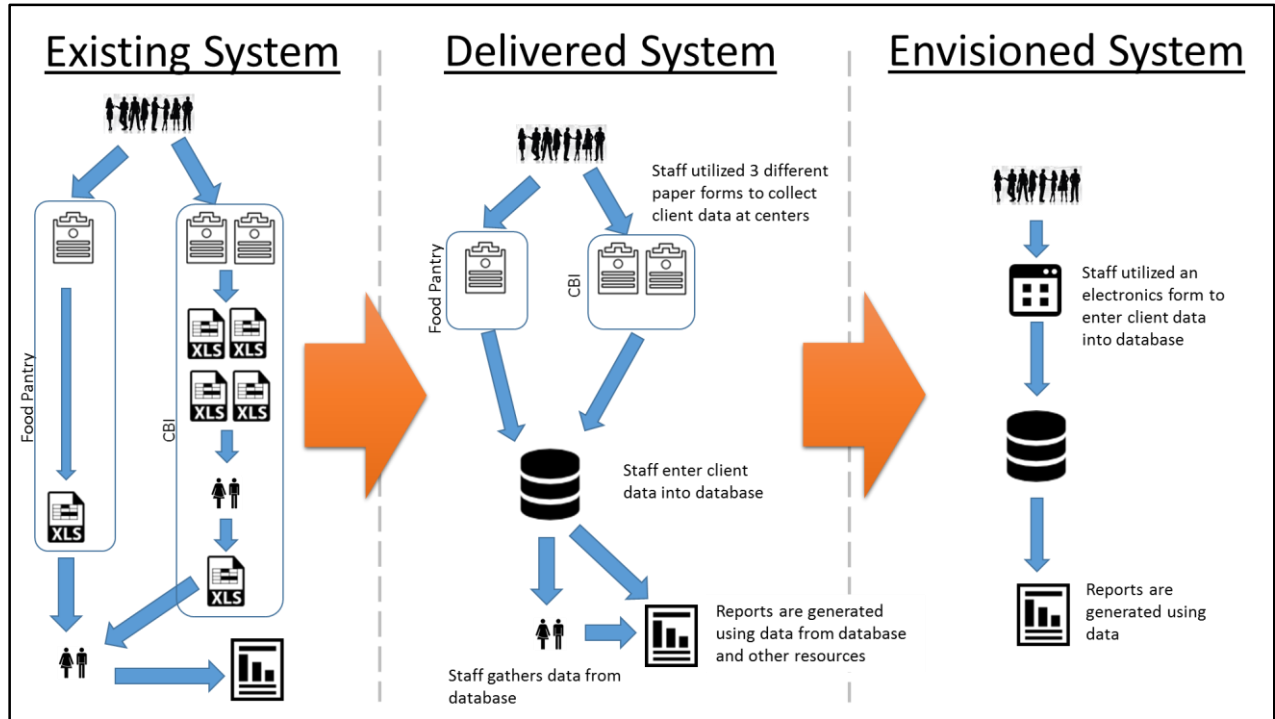 Existing System
Food Pantry
CBI
XLS
XLS
XLS
XLS
XLS
XLS
Delivered System
Staff utilized 3 different
paper forms to collect
client data at centers
Food Pantry
CBI
Staff enter client
data into database
Reports are generated
using data from database
and other resources
Staff gathers data from
database
Envisioned System
Staff utilized an
electronics form to
enter client data
into database
Reports are
generated using
data